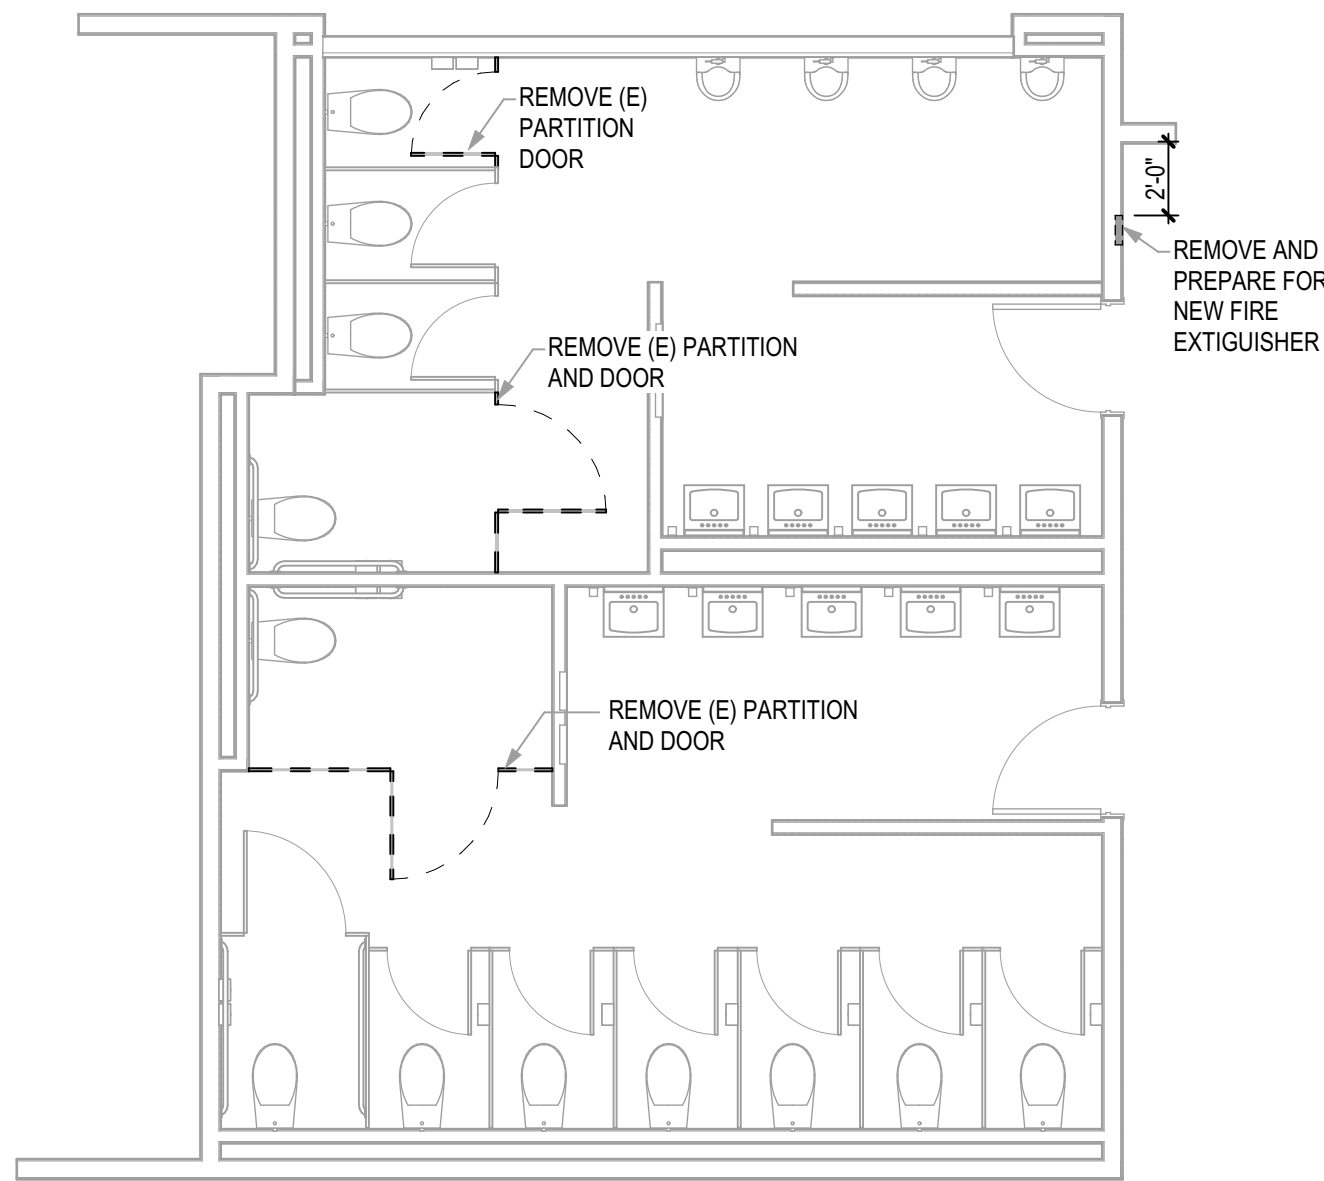 REMOVE (E)
PARTITION
DOOR
2'-0"
REMOVE AND
PREPARE FOR
NEW FIRE
EXTIGUISHER
REMOVE (E) PARTITION
AND DOOR
REMOVE (E) PARTITION
AND DOOR